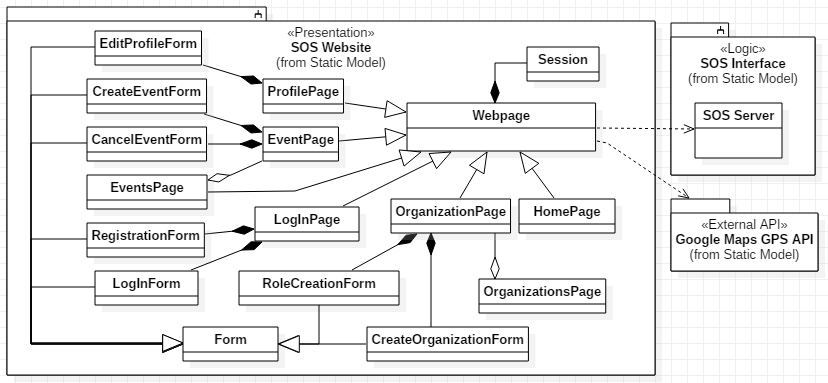 «Presentation»
SOS Website
(from Static Model)
EditProfileForm
ProfilePage
Session
CreateEventForm
Webpage
CancelEventForm
EventPage
EventsPage
LogInPage
OrganizationPage
HomePage
RegistrationForm
LogInForm
RoleCreationForm
OrganizationsPage
Form
CreateOrganizationForm
«Logic»
SOS Interface
(from Static Model)
SOS Server
«External API»
Google Maps GPS API
(from Static Model)